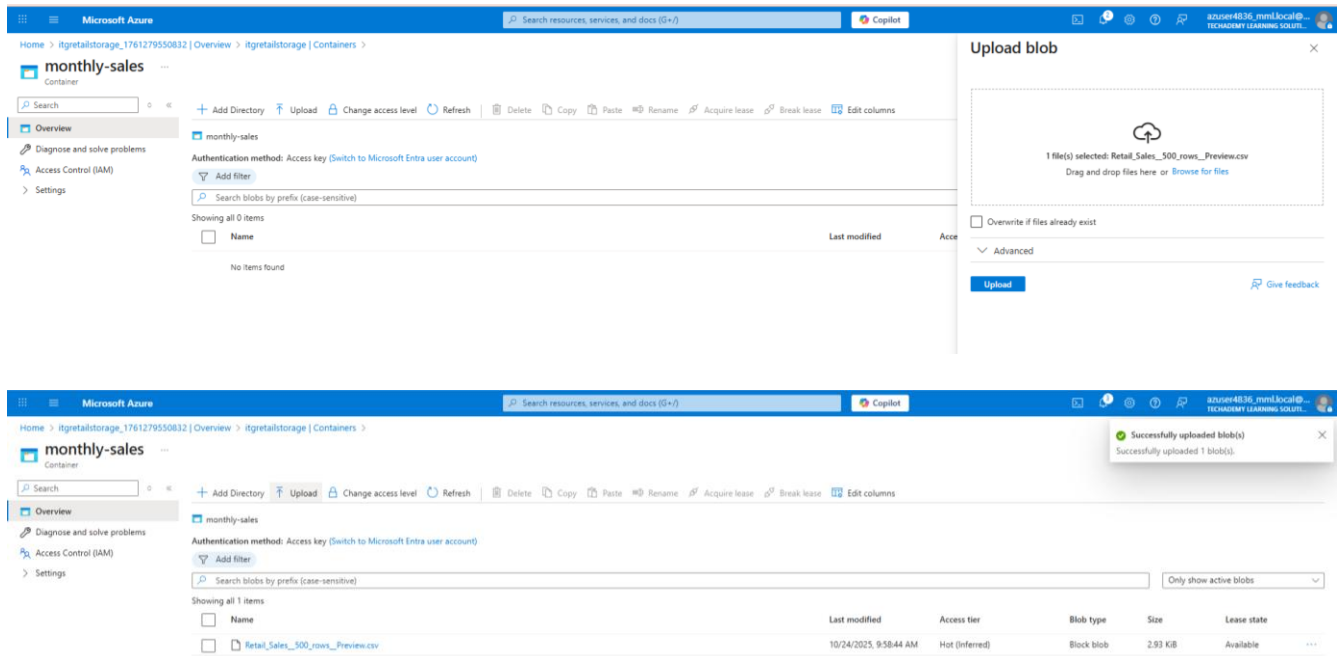 Microsoft Azure
Search resources, services, and docs (G+/)
Copilot
2
azuser4836_mml.local@...
TECHADEMY LEARNING SOLUTI...
Home > itgretailstorage_1761279550832 | Overview > itgretailstorage | Containers >
monthly-sales ...
Container
Search
Overview
Diagnose and solve problems
Access Control (IAM)
Settings
Add Directory Upload Change access level Refresh Delete Copy Paste Rename Acquire lease Break lease Edit columns
monthly-sales
Authentication method: Access key (Switch to Microsoft Entra user account)
Add filter
Search blobs by prefix (case-sensitive)
Showing all 0 items
Name Last modified Acce
No items found
Upload blob
1 file(s) selected: Retail_Sales__500_rows__Preview.csv
Drag and drop files here or Browse for files
Overwrite if files already exist
Advanced
Upload
Give feedback
Microsoft Azure
Search resources, services, and docs (G+/)
Copilot
azuser4836_mml.local@...
TECHADEMY LEARNING SOLUTI...
Home > itgretailstorage_1761279550832 | Overview > itgretailstorage | Containers >
monthly-sales ...
Container
Successfully uploaded blob(s)
Successfully uploaded 1 blob(s).
Search
Overview
Diagnose and solve problems
Access Control (IAM)
Settings
Add Directory Upload Change access level Refresh Delete Copy Paste Rename Acquire lease Break lease Edit columns
monthly-sales
Authentication method: Access key (Switch to Microsoft Entra user account)
Add filter
Search blobs by prefix (case-sensitive)
Only show active blobs
Showing all 1 items
Name Last modified Access tier Blob type Size Lease state
Retail_Sales__500_rows__Preview.csv 10/24/2025, 9:58:44 AM Hot (Inferred) Block blob 2.93 KiB Available ...